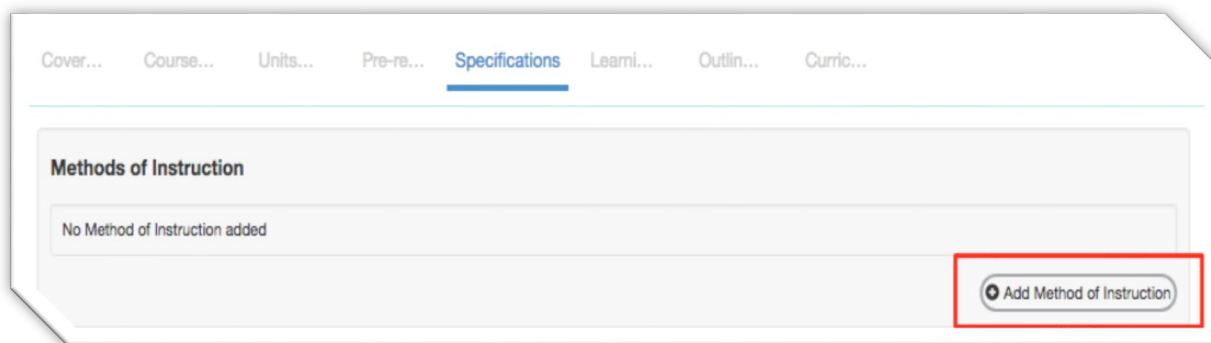 Cover... Course... Units... Pre-re... Specifications Learni... Outlin... Curric...
Methods of Instruction
No Method of Instruction added
Add Method of Instruction